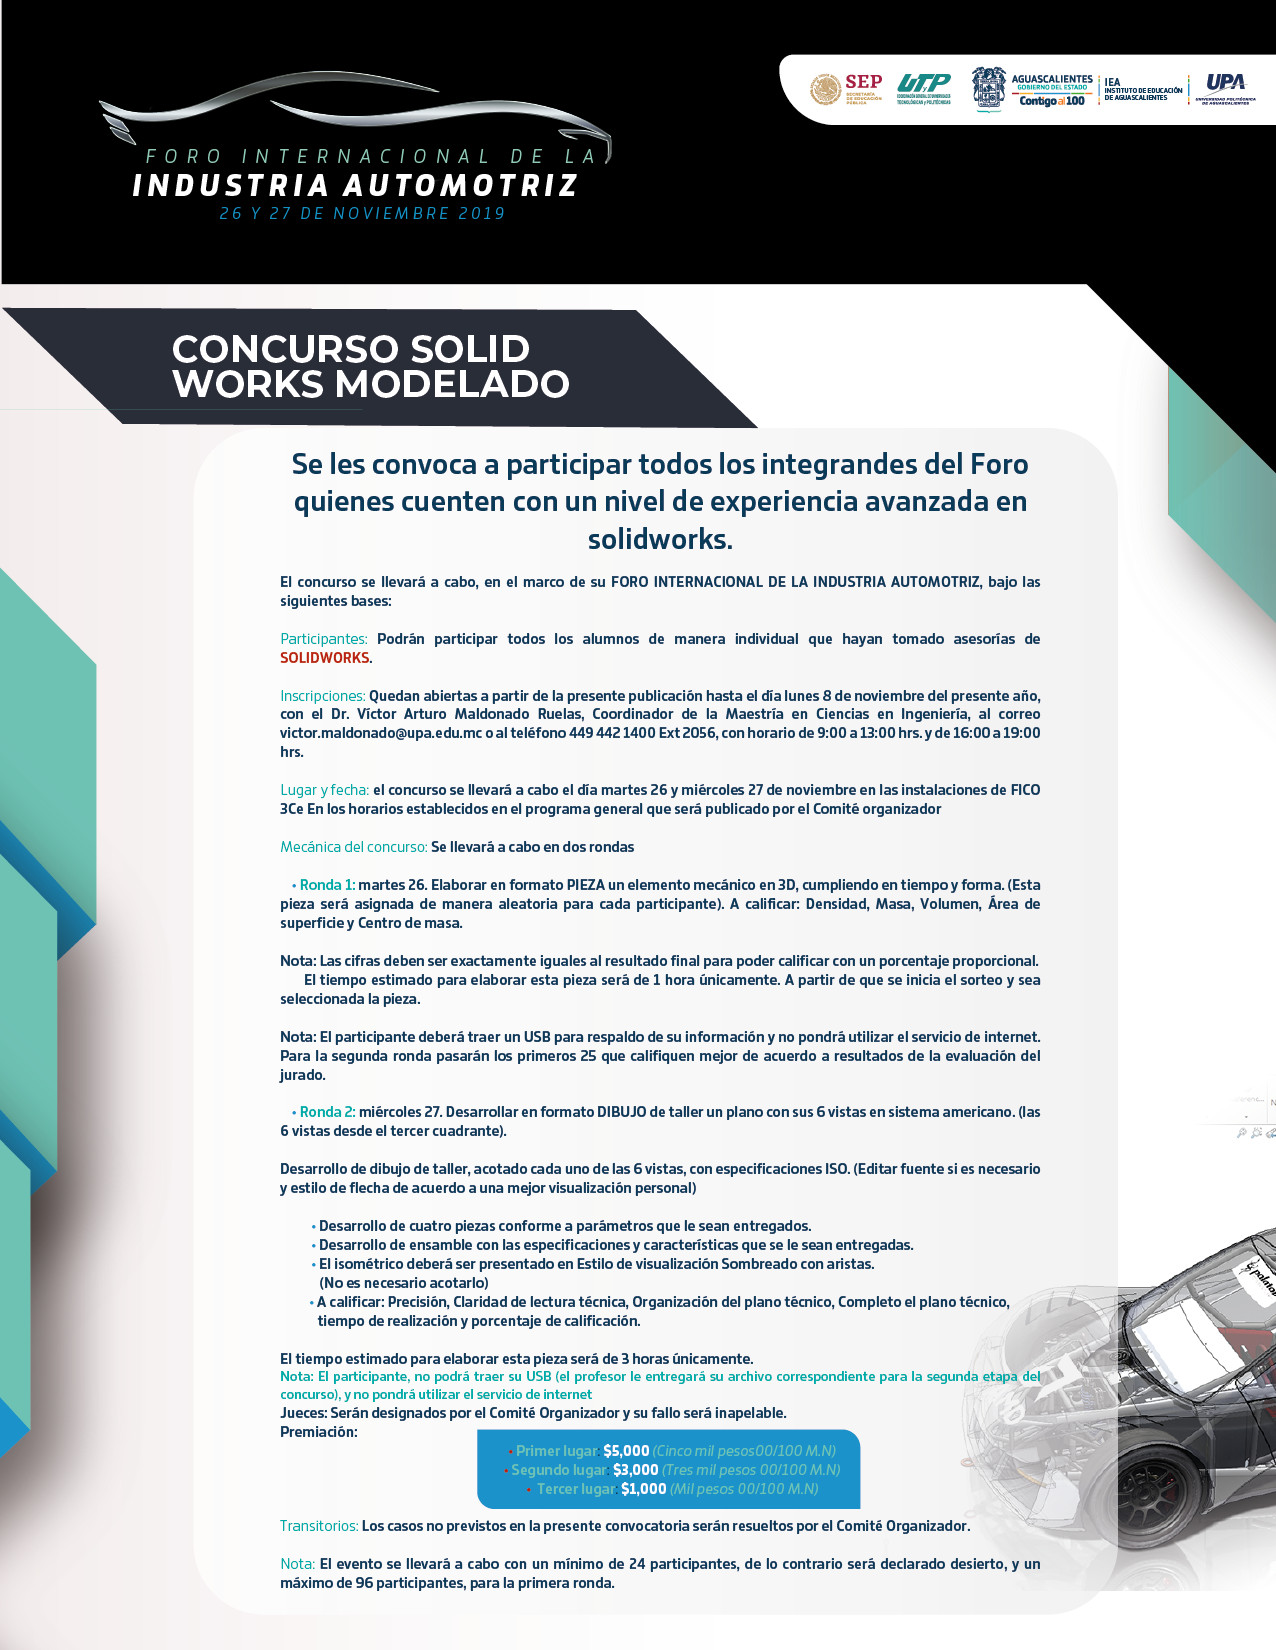 SEP
SECRETARÍA
DE EDUCACIÓN
PÚBLICA
UTP
COORDINACIÓN GENERAL DE UNIVERSIDADES
TECNOLÓGICAS Y POLITÉCNICAS
AGUASCALIENTES
GOBIERNO DEL ESTADO
Contigo al 100
IEA
INSTITUTO DE EDUCACIÓN
DE AGUASCALIENTES
UPA
UNIVERSIDAD POLITÉCNICA
DE AGUASCALIENTES
FORO INTERNACIONAL DE LA
INDUSTRIA AUTOMOTRIZ
26 Y 27 DE NOVIEMBRE 2019
CONCURSO SOLID
WORKS MODELADO
Se les convoca a participar todos los integrandes del Foro
quienes cuenten con un nivel de experiencia avanzada en
solidworks.
El concurso se llevará a cabo, en el marco de su FORO INTERNACIONAL DE LA INDUSTRIA AUTOMOTRIZ, bajo las
siguientes bases:
Participantes: Podrán participar todos los alumnos de manera individual que hayan tomado asesorías de
SOLIDWORKS.
Inscripciones: Quedan abiertas a partir de la presente publicación hasta el día lunes 8 de noviembre del presente año,
con el Dr. Víctor Arturo Maldonado Ruelas, Coordinador de la Maestría en Ciencias en Ingeniería, al correo
victor.maldonado@upa.edu.mc o al teléfono 449 442 1400 Ext 2056, con horario de 9:00 a 13:00 hrs. y de 16:00 a 19:00
hrs.
Lugar y fecha: el concurso se llevará a cabo el día martes 26 y miércoles 27 de noviembre en las instalaciones de FICO
3Ce En los horarios establecidos en el programa general que será publicado por el Comité organizador
Mecánica del concurso: Se llevará a cabo en dos rondas
• Ronda 1: martes 26. Elaborar en formato PIEZA un elemento mecánico en 3D, cumpliendo en tiempo y forma. (Esta
pieza será asignada de manera aleatoria para cada participante). A calificar: Densidad, Masa, Volumen, Área de
superficie y Centro de masa.
Nota: Las cifras deben ser exactamente iguales al resultado final para poder calificar con un porcentaje proporcional.
El tiempo estimado para elaborar esta pieza será de 1 hora únicamente. A partir de que se inicia el sorteo y sea
seleccionada la pieza.
Nota: El participante deberá traer un USB para respaldo de su información y no pondrá utilizar el servicio de internet.
Para la segunda ronda pasarán los primeros 25 que califiquen mejor de acuerdo a resultados de la evaluación del
jurado.
• Ronda 2: miércoles 27. Desarrollar en formato DIBUJO de taller un plano con sus 6 vistas en sistema americano. (las
6 vistas desde el tercer cuadrante).
Desarrollo de dibujo de taller, acotado cada uno de las 6 vistas, con especificaciones ISO. (Editar fuente si es necesario
y estilo de flecha de acuerdo a una mejor visualización personal)
• Desarrollo de cuatro piezas conforme a parámetros que le sean entregados.
• Desarrollo de ensamble con las especificaciones y características que se le sean entregadas.
• El isométrico deberá ser presentado en Estilo de visualización Sombreado con aristas.
(No es necesario acotarlo)
• A calificar: Precisión, Claridad de lectura técnica, Organización del plano técnico, Completo el plano técnico,
tiempo de realización y porcentaje de calificación.
El tiempo estimado para elaborar esta pieza será de 3 horas únicamente.
Nota: El participante, no podrá traer su USB (el profesor le entregará su archivo correspondiente para la segunda etapa del
concurso), y no pondrá utilizar el servicio de internet
Jueces: Serán designados por el Comité Organizador y su fallo será inapelable.
Premiación:
• Primer lugar: $5,000 (Cinco mil pesos00/100 M.N)
• Segundo lugar: $3,000 (Tres mil pesos 00/100 M.N)
• Tercer lugar: $1,000 (Mil pesos 00/100 M.N)
Transitorios: Los casos no previstos en la presente convocatoria serán resueltos por el Comité Organizador.
Nota: El evento se llevará a cabo con un mínimo de 24 participantes, de lo contrario será declarado desierto, y un
máximo de 96 participantes, para la primera ronda.